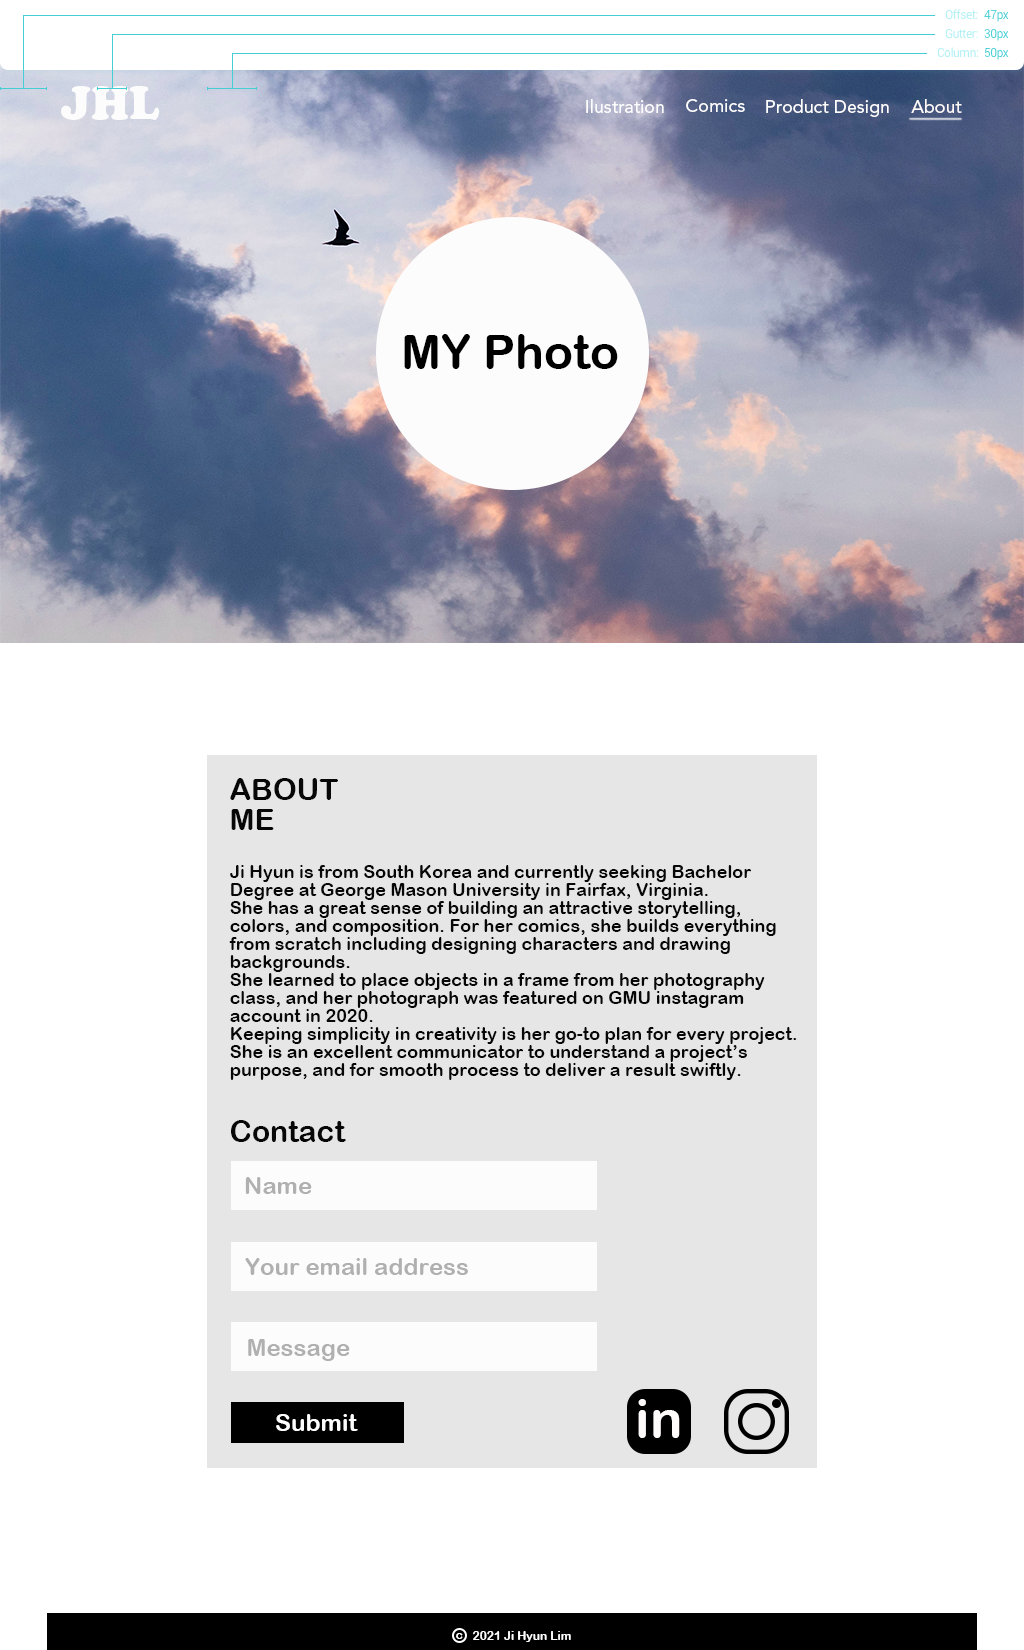 Offset: 47px
Gutter: 30px
Column: 50px
JHL
Ilustration Comics Product Design About
MY Photo
ABOUT
ME
Ji Hyun is from South Korea and currently seeking Bachelor
Degree at George Mason University in Fairfax, Virginia.
She has a great sense of building an attractive storytelling,
colors, and composition. For her comics, she builds everything
from scratch including designing characters and drawing
backgrounds.
She learned to place objects in a frame from her photography
class, and her photograph was featured on GMU instagram
account in 2020.
Keeping simplicity in creativity is her go-to plan for every project.
She is an excellent communicator to understand a project’s
purpose, and for smooth process to deliver a result swiftly.
Contact
Name
Your email address
Message
Submit
in
© 2021 Ji Hyun Lim